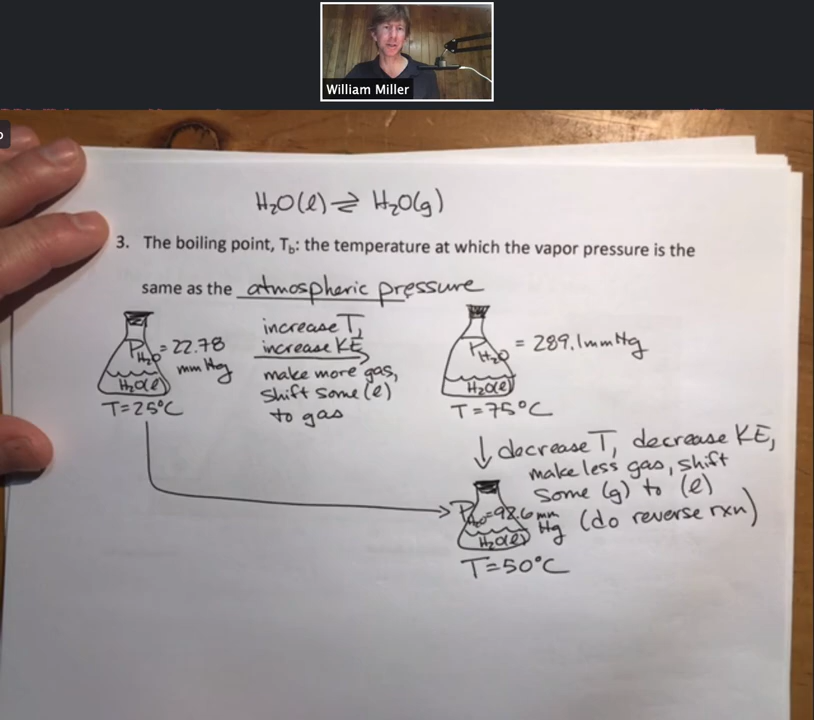 William Miller
H₂O(l) ⇌ H₂O(g)
3. The boiling point, Tb: the temperature at which the vapor pressure is the
same as the atmospheric pressure
PH₂O = 22.78
mm Hg
H₂O(l)
T=25°C
increase T,
increase KE
make more gas,
shift some (l)
to gas
PH₂O = 289.1mmHg
H₂O(l)
T=75°C
↓ decrease T, decrease KE,
make less gas, shift
some (g) to (l)
(do reverse rxn)
PH₂O=92.6 mm
Hg
H₂O(l)
T=50°C